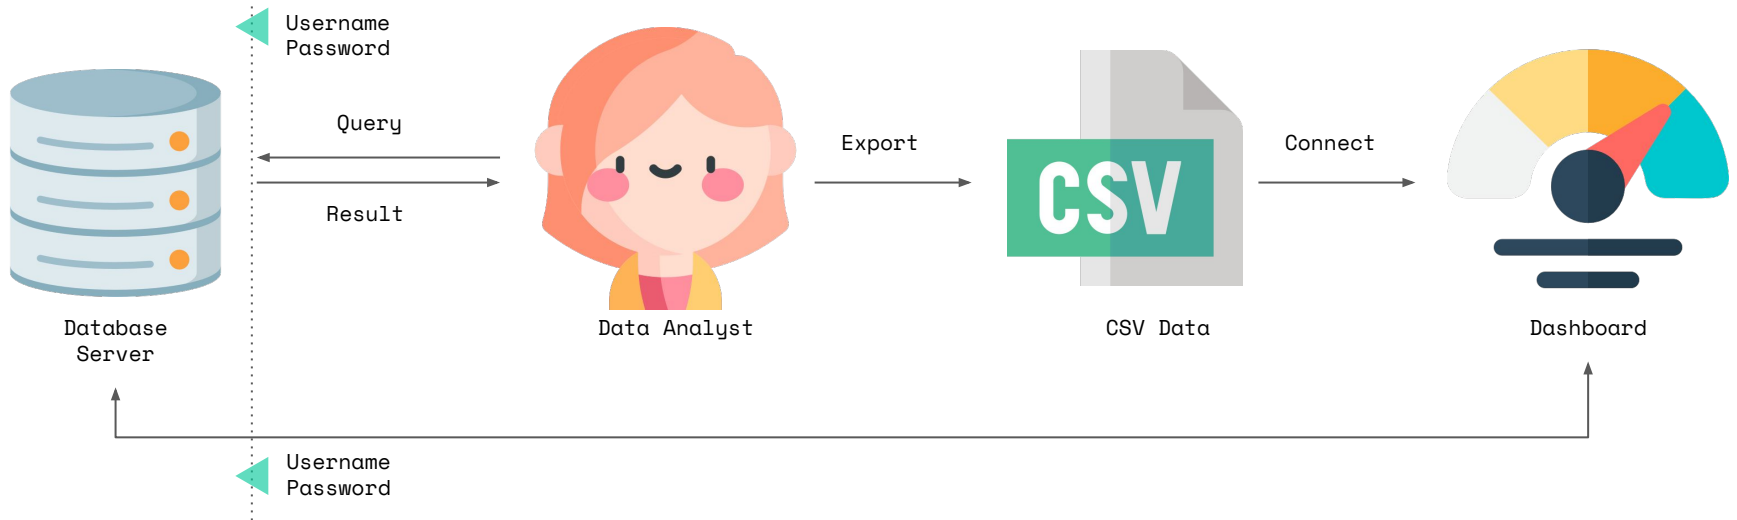 Username
Password
Query
Result
Export
Connect
CSV
Database
Server
Data Analyst
CSV Data
Dashboard
Username
Password